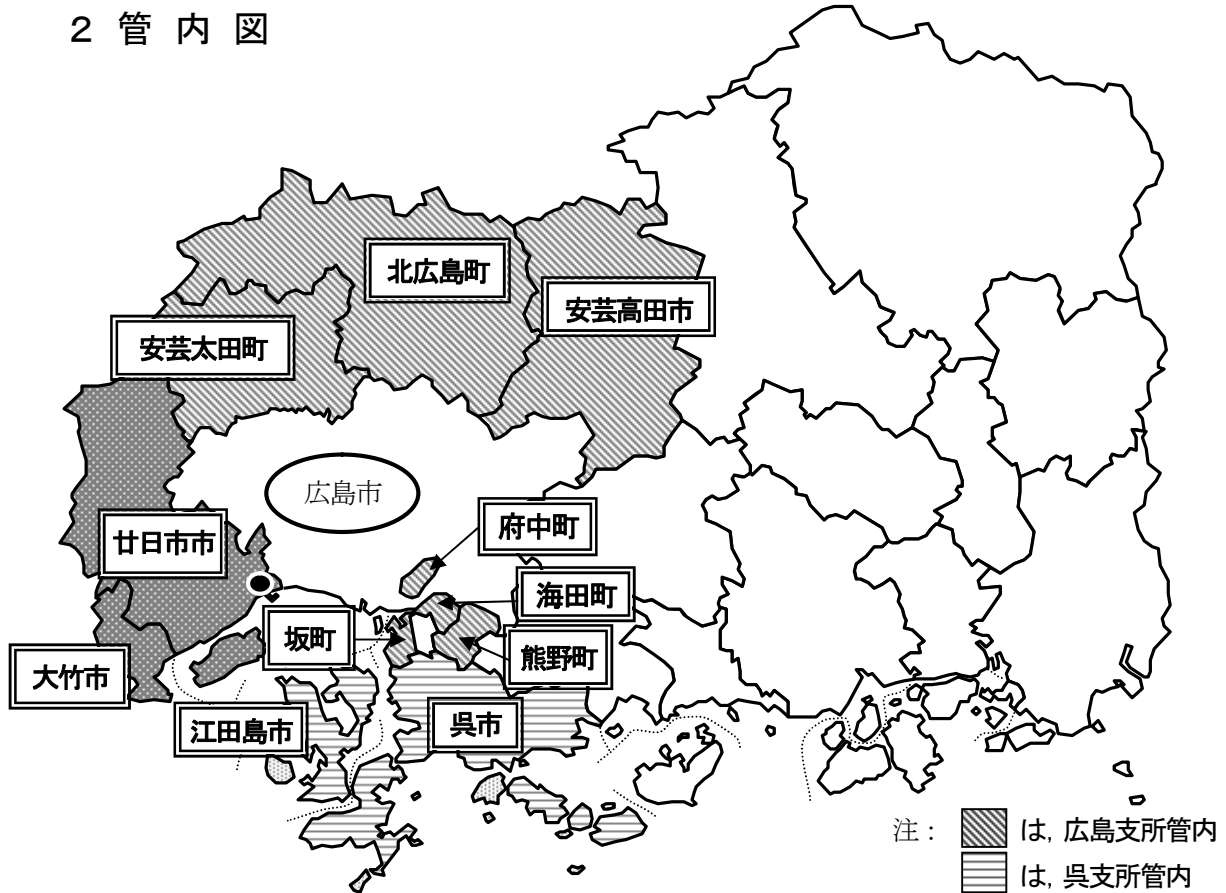 ２ 管 内 図
北広島町
安芸高田市
安芸太田町
広島市
府中町
廿日市市
海田町
坂町
熊野町
大竹市
江田島市
呉市
注： は，広島支所管内
は，呉支所管内